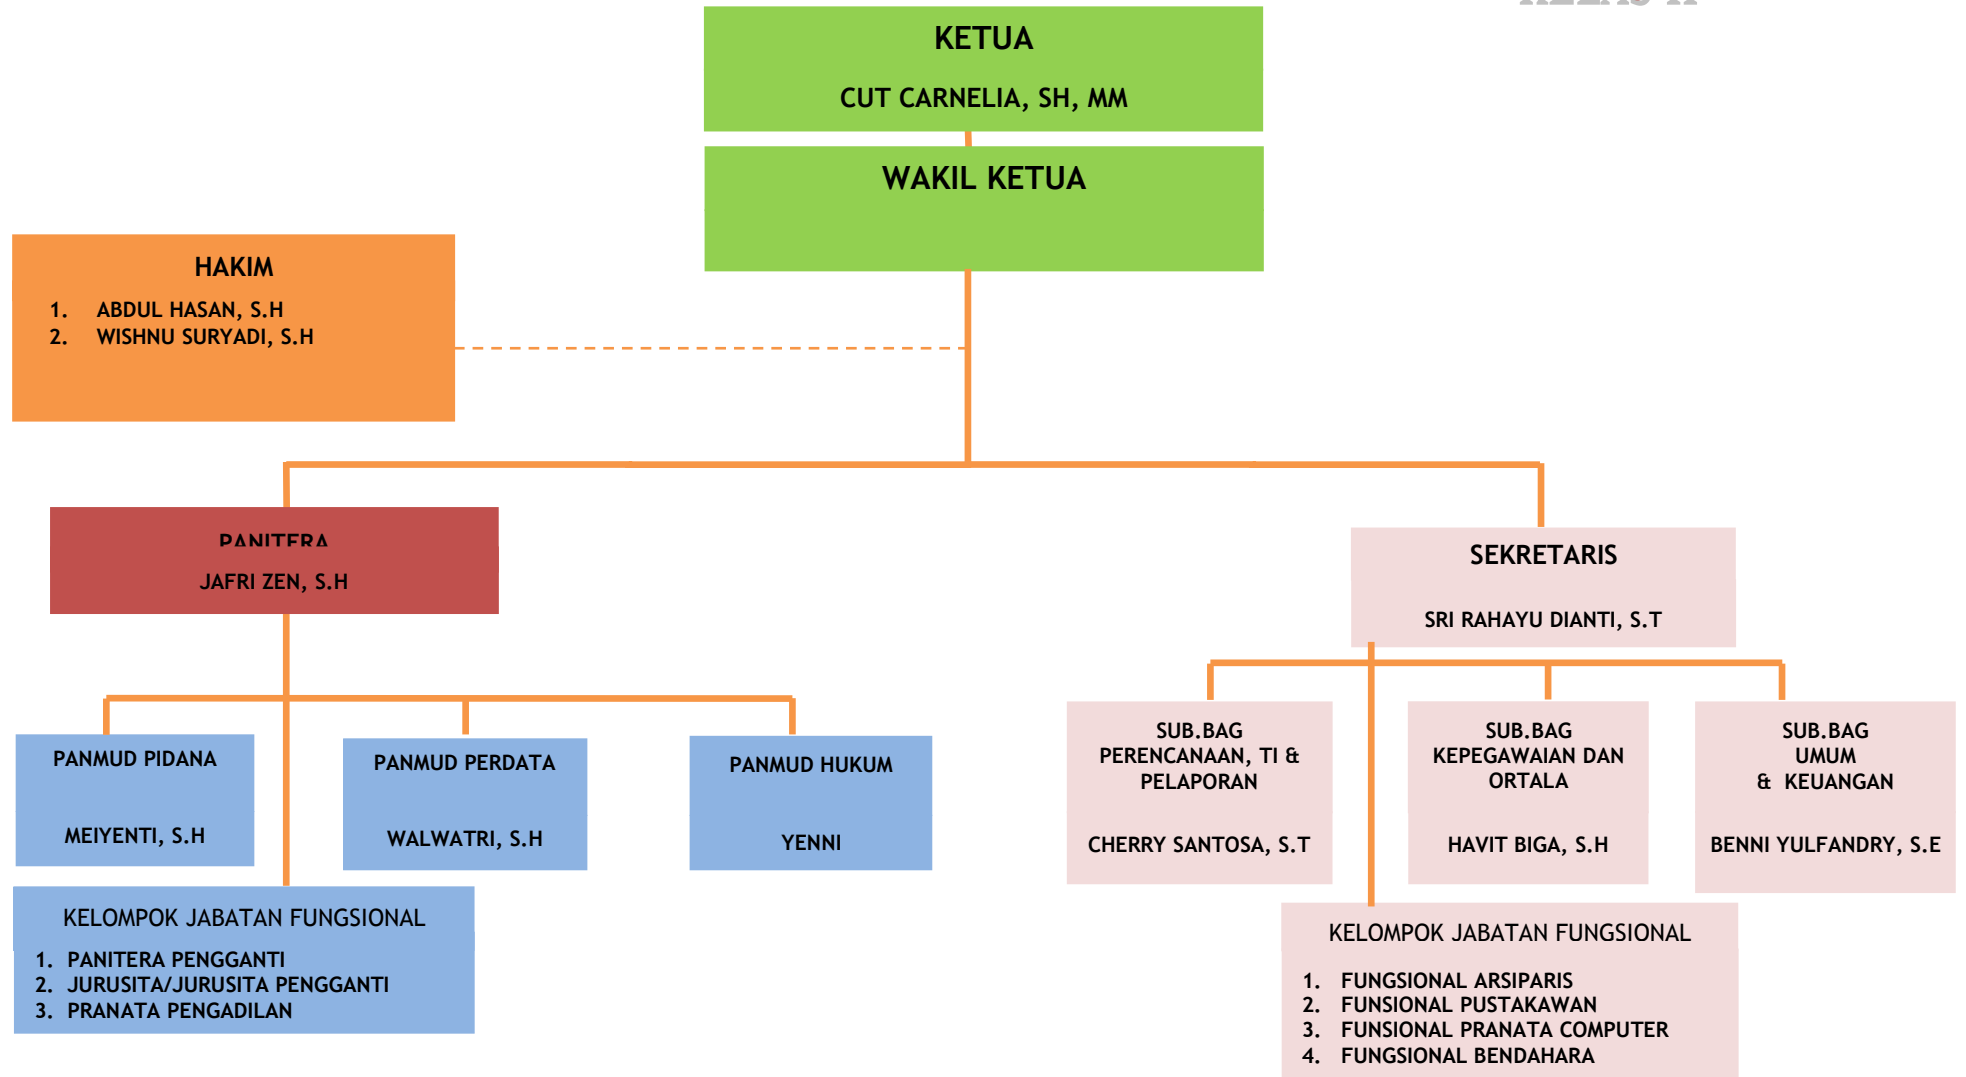 KETUA
CUT CARNELIA, SH, MM
WAKIL KETUA
HAKIM
1. ABDUL HASAN, S.H
2. WISHNU SURYADI, S.H
PANITERA
JAFRI ZEN, S.H
SEKRETARIS
SRI RAHAYU DIANTI, S.T
PANMUD PIDANA
MEIYENTI, S.H
PANMUD PERDATA
WALWATRI, S.H
PANMUD HUKUM
YENNI
SUB.BAG
PERENCANAAN, TI &
PELAPORAN
CHERRY SANTOSA, S.T
SUB.BAG
KEPEGAWAIAN DAN
ORTALA
HAVIT BIGA, S.H
SUB.BAG
UMUM
& KEUANGAN
BENNI YULFANDRY, S.E
KELOMPOK JABATAN FUNGSIONAL
1. PANITERA PENGGANTI
2. JURUSITA/JURUSITA PENGGANTI
3. PRANATA PENGADILAN
KELOMPOK JABATAN FUNGSIONAL
1. FUNGSIONAL ARSIPARIS
2. FUNSIONAL PUSTAKAWAN
3. FUNSIONAL PRANATA COMPUTER
4. FUNGSIONAL BENDAHARA